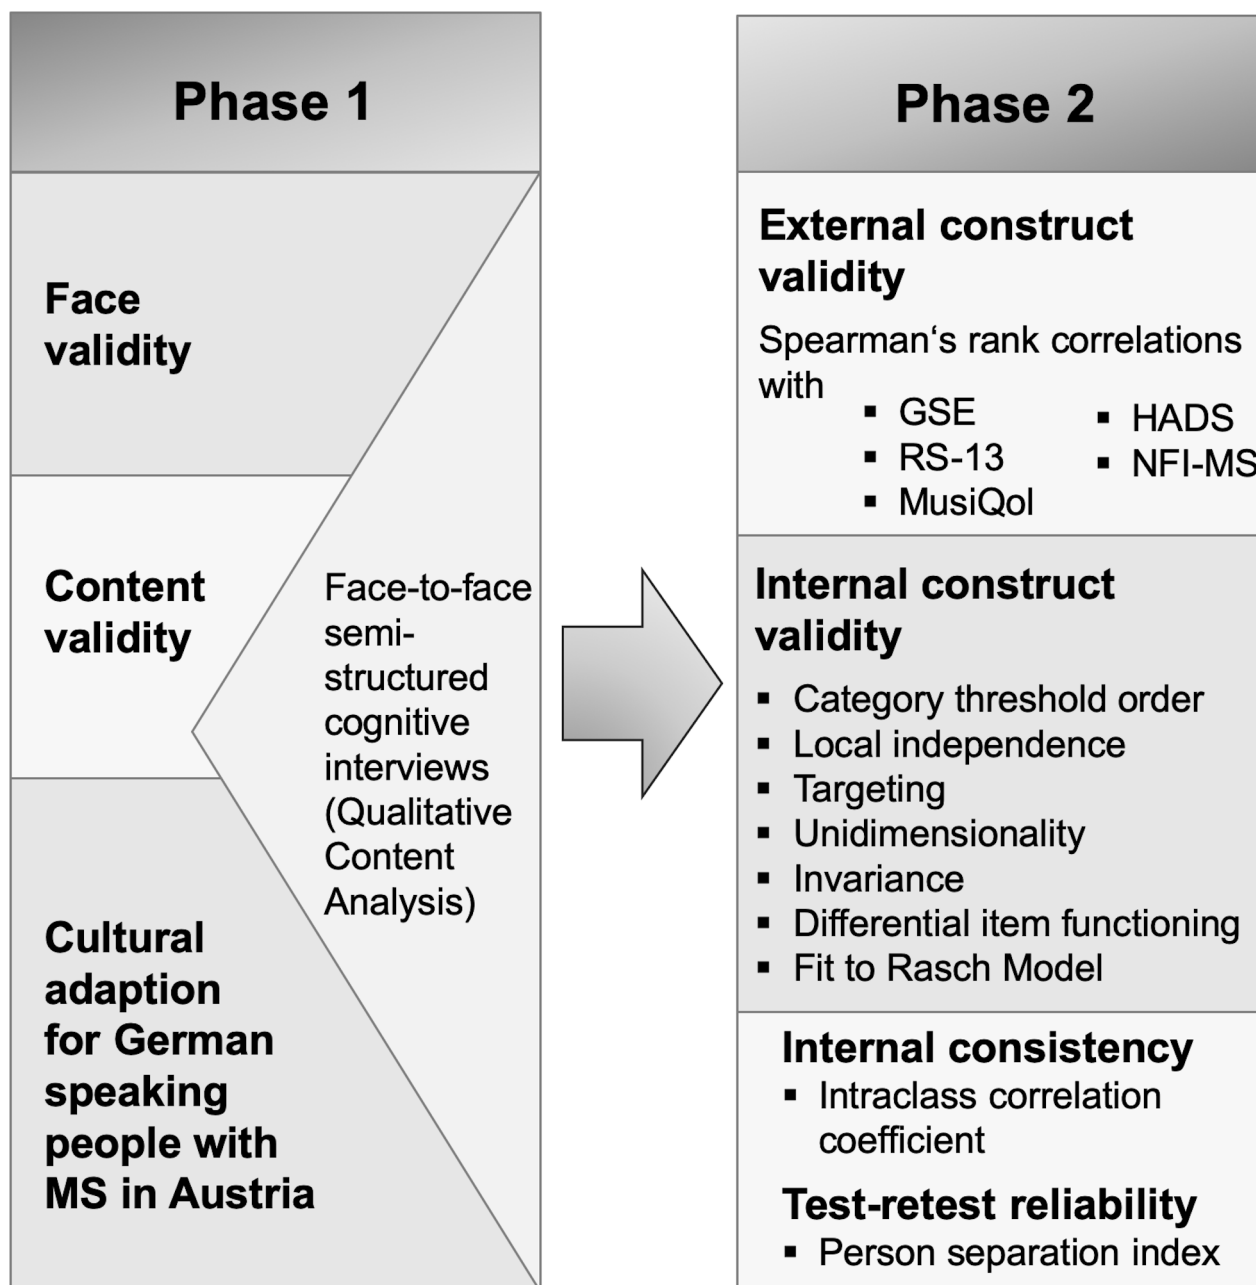 Phase 1
Face
validity
Content
validity
Cultural
adaption
for German
speaking
people with
MS in Austria
Face-to-face
semi-
structured
cognitive
interviews
(Qualitative
Content
Analysis)
Phase 2
External construct
validity
Spearman‘s rank correlations
with
▪ GSE
▪ RS-13
▪ MusiQol
▪ HADS
▪ NFI-MS
Internal construct
validity
▪ Category threshold order
▪ Local independence
▪ Targeting
▪ Unidimensionality
▪ Invariance
▪ Differential item functioning
▪ Fit to Rasch Model
Internal consistency
▪ Intraclass correlation
coefficient
Test-retest reliability
▪ Person separation index